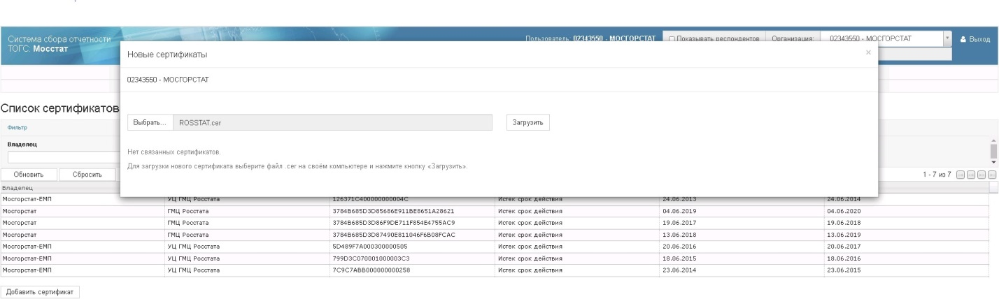 Система сбора отчетности
ТОГС: Мосстат
Пользователь: 02343550 - МОСГОРСТАТ Показывать респондентов Организация: 02343550 - МОСГОРСТАТ Выход
Новые сертификаты ×
02343550 - МОСГОРСТАТ
Список сертификатов
Выбрать... ROSSTAT.cer Загрузить
Фильтр
Владелец
Нет связанных сертификатов.
Для загрузки нового сертификата выберите файл .cer на своём компьютере и нажмите кнопку «Загрузить».
Обновить Сбросить 1 - 7 из 7
Владелец
Мосгорстат-ЕМП УЦ ГМЦ Росстата 126371C400000000004C Истек срок действия 24.06.2013 24.06.2014
Мосгорстат ГМЦ Росстата 3784B685D3D85686E911BE8651A28621 Истек срок действия 04.06.2019 04.06.2020
Мосгорстат ГМЦ Росстата 3784B685D3D86F9DE711F854E4755AC9 Истек срок действия 19.06.2017 19.06.2018
Мосгорстат ГМЦ Росстата 3784B685D3D87490E811046F6B08FCAC Истек срок действия 13.06.2018 13.06.2019
Мосгорстат-ЕМП УЦ ГМЦ Росстата 5D489F7A000300000505 Истек срок действия 20.06.2016 20.06.2017
Мосгорстат-ЕМП УЦ ГМЦ Росстата 799D3C070001000003C3 Истек срок действия 18.06.2015 18.06.2016
Мосгорстат-ЕМП УЦ ГМЦ Росстата 7C9C7ABB000000000258 Истек срок действия 23.06.2014 23.06.2015
Добавить сертификат